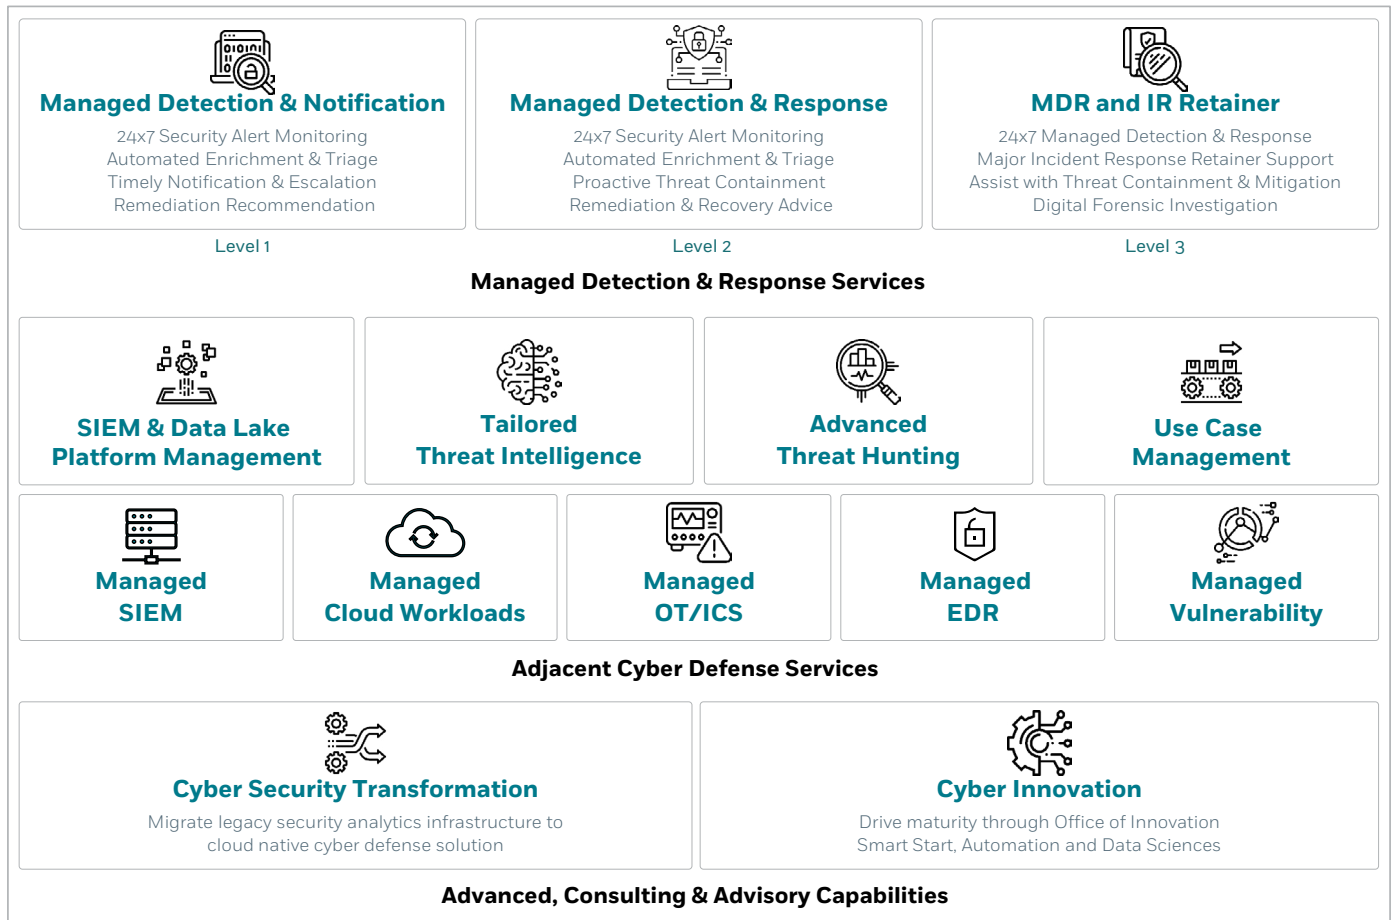 Managed Detection & Notification
24x7 Security Alert Monitoring
Automated Enrichment & Triage
Timely Notification & Escalation
Remediation Recommendation
Level 1
Managed Detection & Response
24x7 Security Alert Monitoring
Automated Enrichment & Triage
Proactive Threat Containment
Remediation & Recovery Advice
Level 2
MDR and IR Retainer
24x7 Managed Detection & Response
Major Incident Response Retainer Support
Assist with Threat Containment & Mitigation
Digital Forensic Investigation
Level 3
Managed Detection & Response Services
SIEM & Data Lake
Platform Management
Tailored
Threat Intelligence
Advanced
Threat Hunting
Use Case
Management
Managed
SIEM
Managed
Cloud Workloads
Managed
OT/ICS
Managed
EDR
Managed
Vulnerability
Adjacent Cyber Defense Services
Cyber Security Transformation
Migrate legacy security analytics infrastructure to
cloud native cyber defense solution
Cyber Innovation
Drive maturity through Office of Innovation
Smart Start, Automation and Data Sciences
Advanced, Consulting & Advisory Capabilities